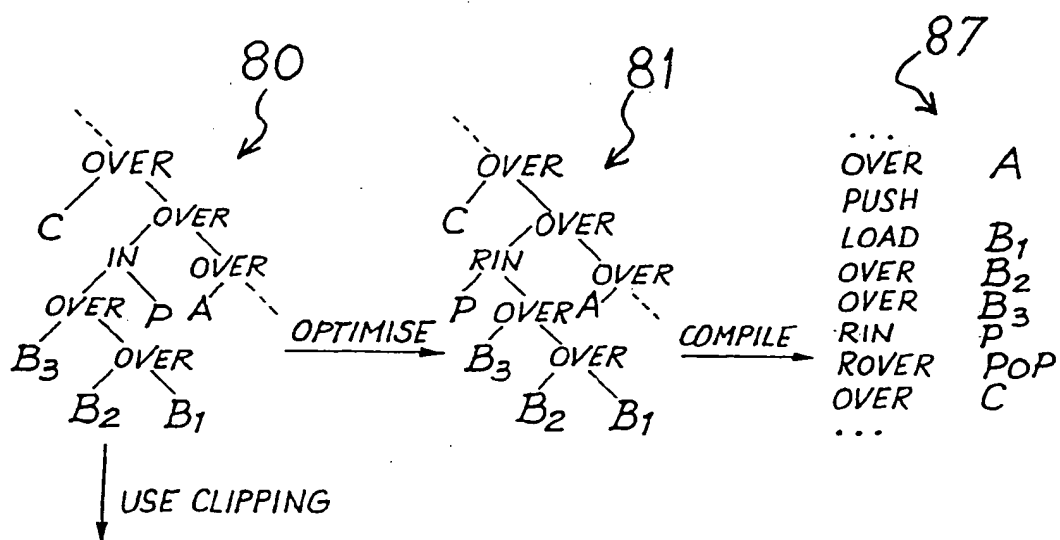 80
OVER
C OVER
IN OVER
OVER P A
B3 OVER
B2 B1
USE CLIPPING
OPTIMISE
81
OVER
C OVER
RIN OVER
P OVER A
B3 OVER
B2 B1
COMPILE
87
...
OVER A
PUSH
LOAD B1
OVER B2
OVER B3
RIN P
ROVER POP
OVER C
...